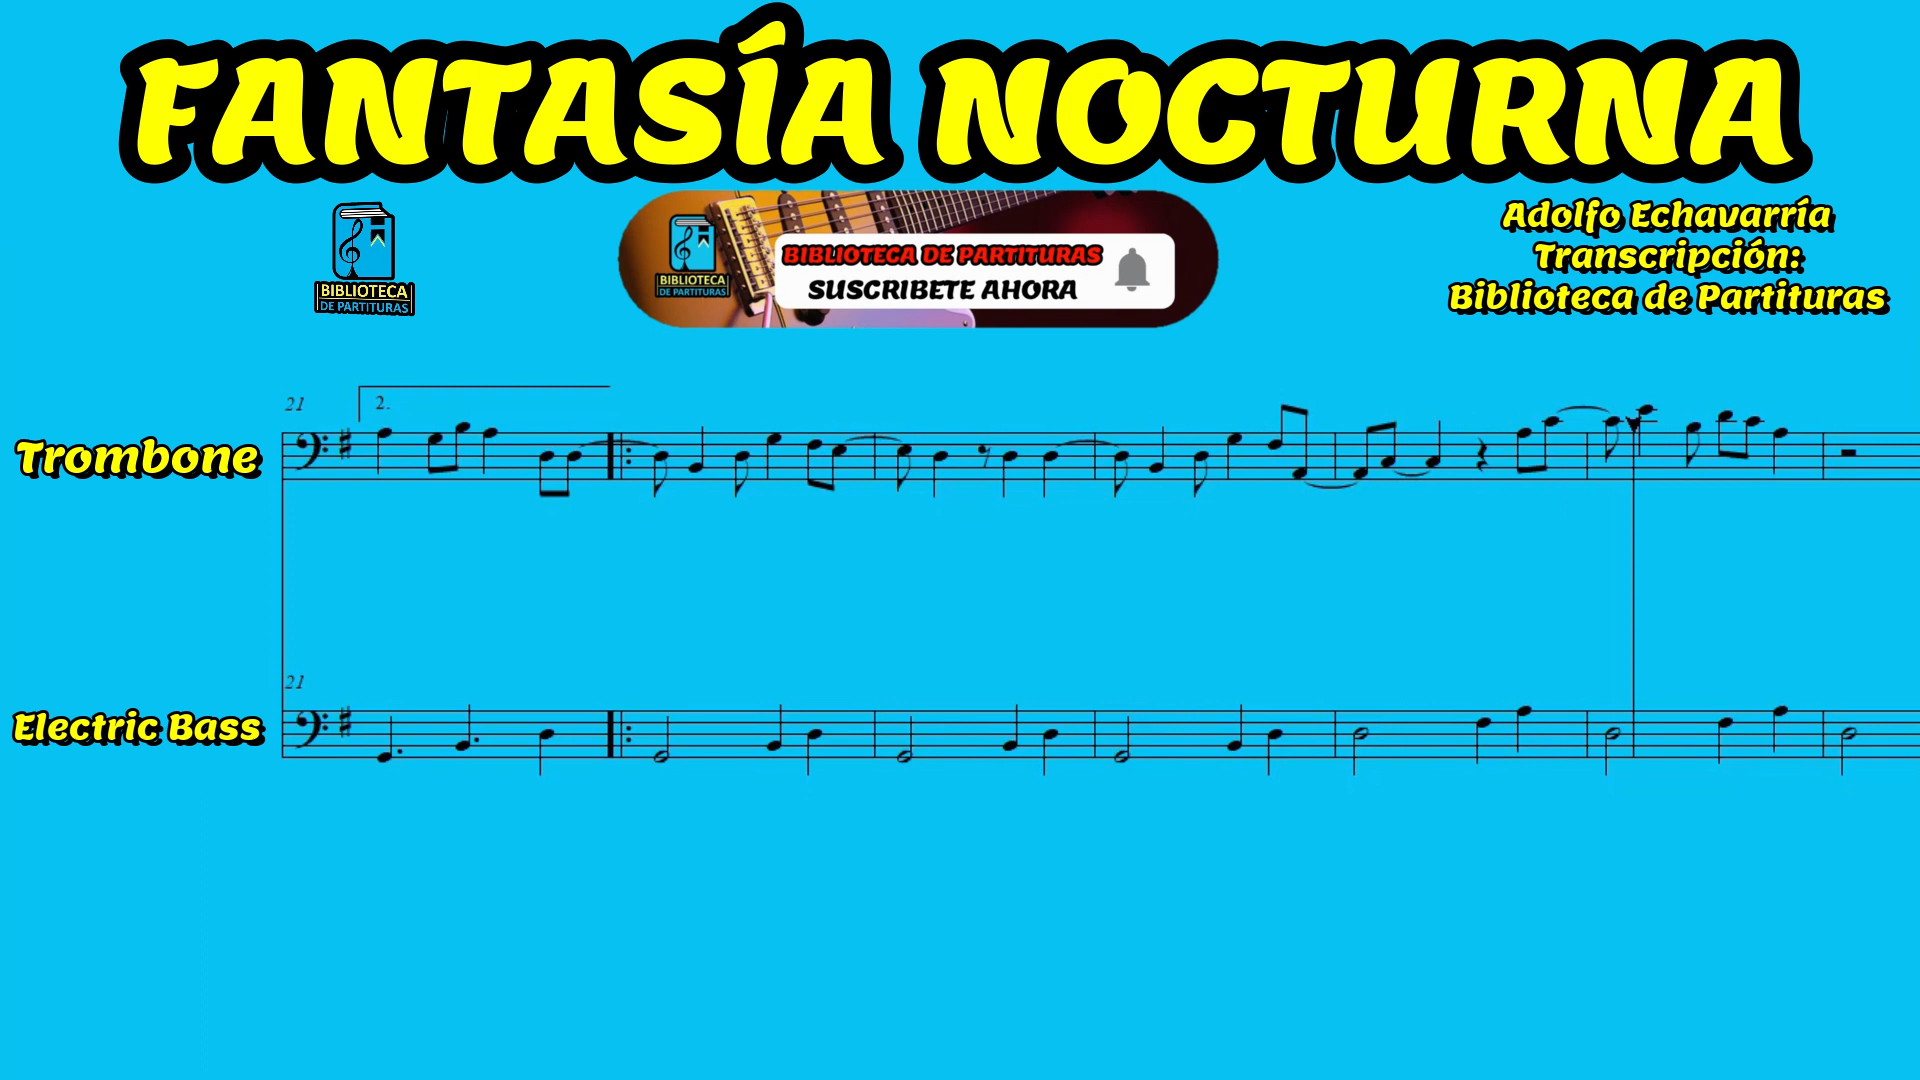 FANTASÍA NOCTURNA
BIBLIOTECA
DE PARTITURAS
BIBLIOTECA
DE PARTITURAS
BIBLIOTECA DE PARTITURAS
SUSCRIBETE AHORA
Adolfo Echavarría
Transcripción:
Biblioteca de Partituras
21
2.
Trombone
21
Electric Bass